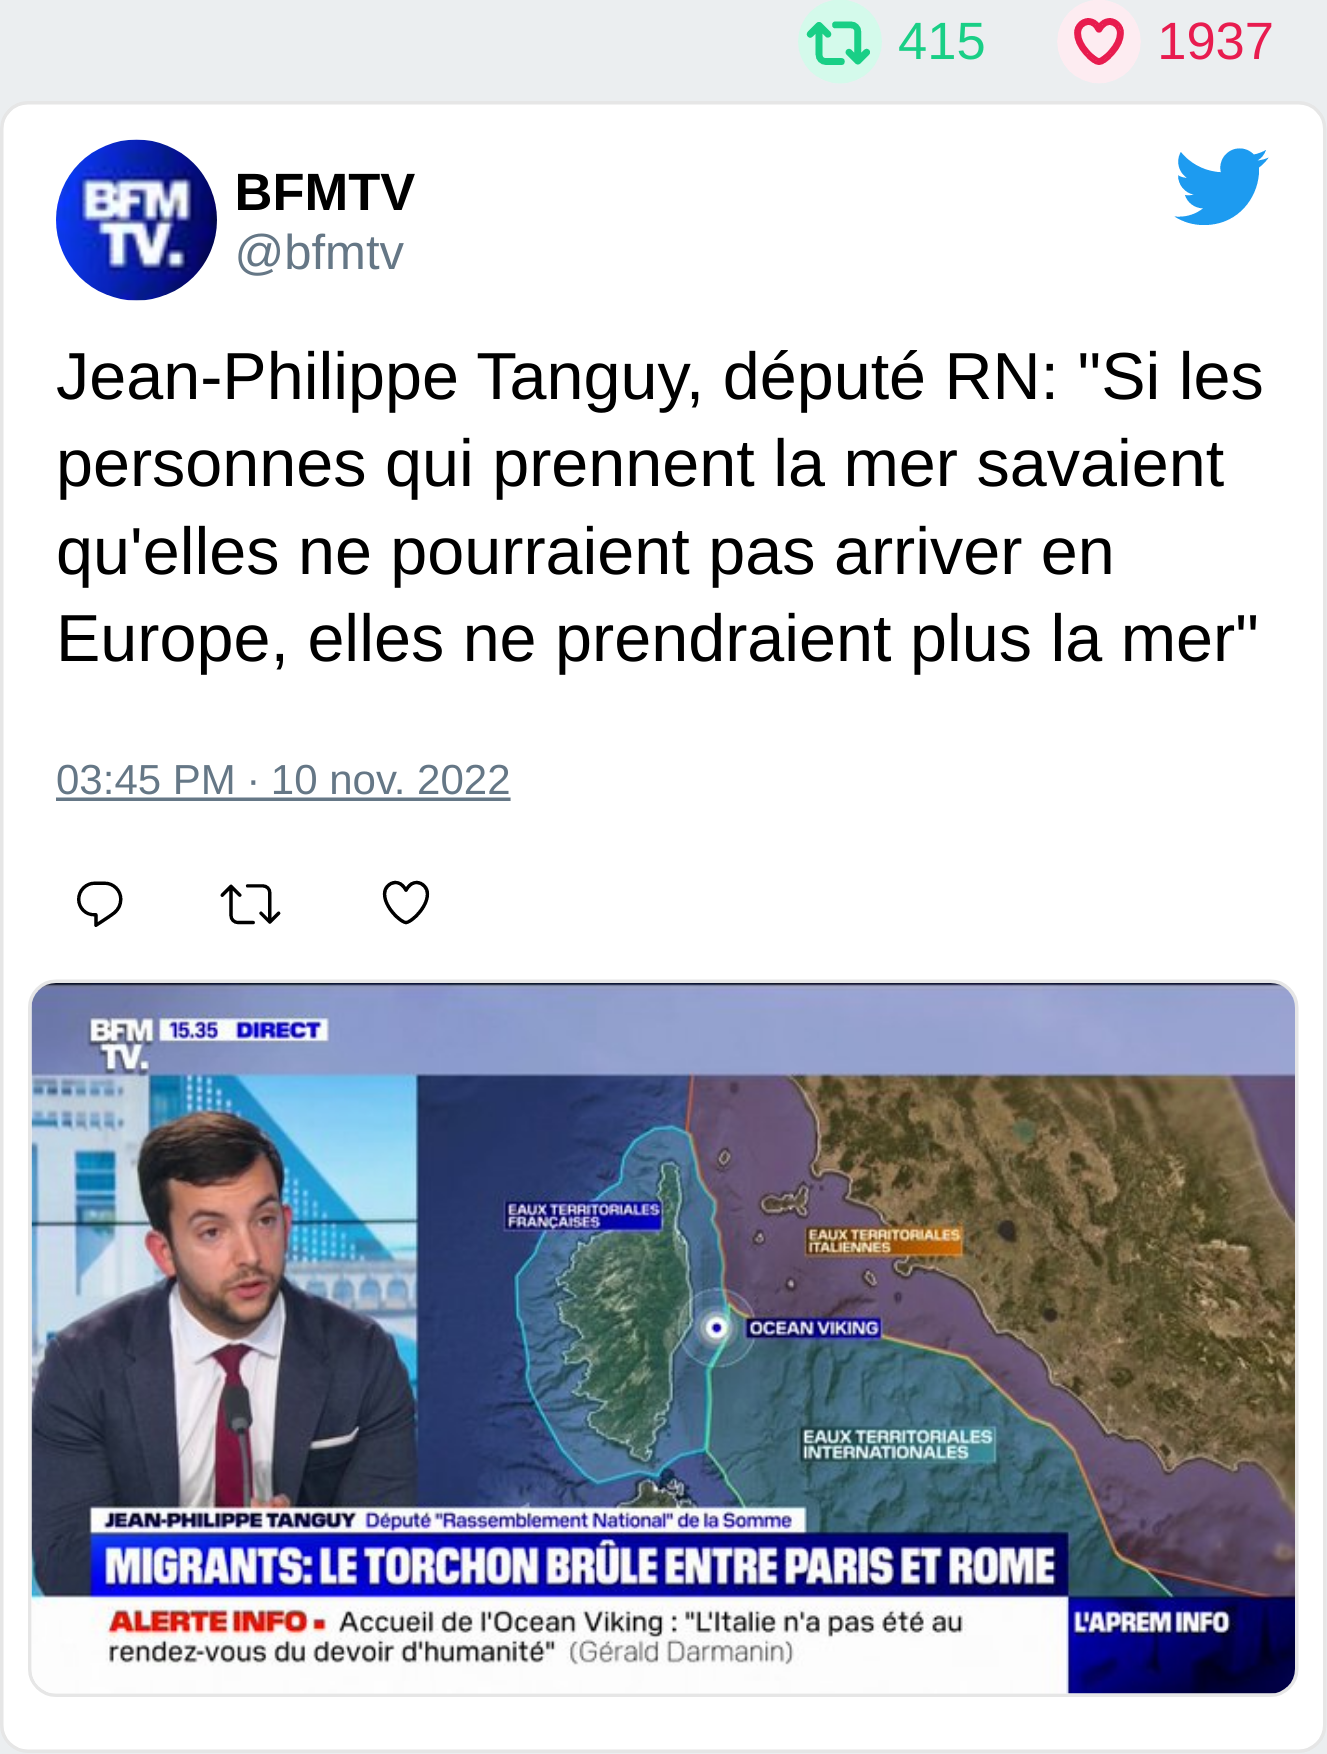 415 1937
BFM
TV.
BFMTV
@bfmtv
Jean-Philippe Tanguy, député RN: "Si les
personnes qui prennent la mer savaient
qu'elles ne pourraient pas arriver en
Europe, elles ne prendraient plus la mer"
03:45 PM · 10 nov. 2022
BFM
TV.
15.35 DIRECT
EAUX TERRITORIALES
FRANÇAISES
EAUX TERRITORIALES
ITALIENNES
OCEAN VIKING
EAUX TERRITORIALES
INTERNATIONALES
JEAN-PHILIPPE TANGUY Député "Rassemblement National" de la Somme
MIGRANTS: LE TORCHON BRÛLE ENTRE PARIS ET ROME
ALERTE INFO ▪ Accueil de l'Ocean Viking : "L'Italie n'a pas été au
rendez-vous du devoir d'humanité" (Gérald Darmanin)
L'APREM INFO